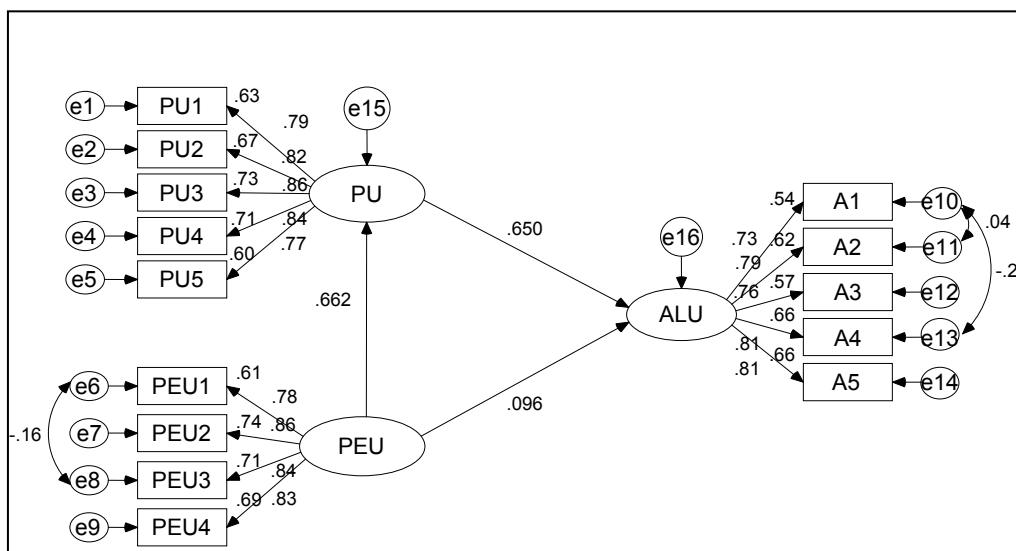 e1 PU1 .63
.79
e15
e2 PU2 .67
.82
e3 PU3 .73
.86
PU
e4 PU4 .71
.84
e5 PU5 .60
.77
.662
.650
e6 PEU1 .61
.78
-.16
e7 PEU2 .74
.86
PEU
e8 PEU3 .71
.84
e9 PEU4 .69
.83
.096
e16
ALU
.54 A1 e10
.73
.04
.62 A2 e11
.79
-.2
.57 A3 e12
.76
.66 A4 e13
.81
.66 A5 e14
.81